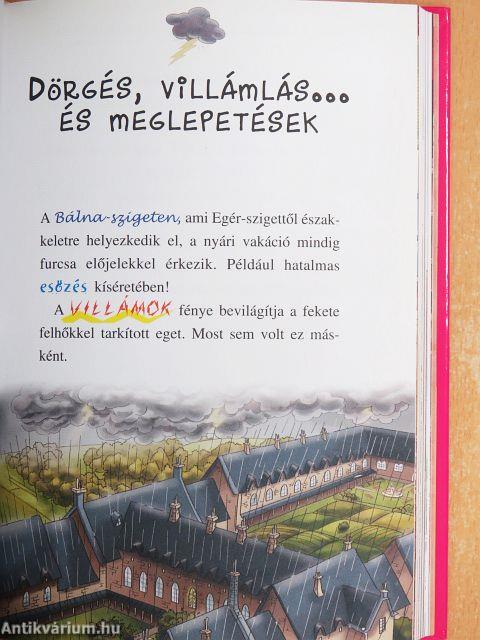 DÖRGÉS, VILLÁMLÁS...
ÉS MEGLEPETÉSEK
A Bálna-szigeten, ami Egér-szigettől észak-
keletre helyezkedik el, a nyári vakáció mindig
furcsa előjelekkel érkezik. Például hatalmas
esőzés kíséretében!
A VILLÁMOK fénye bevilágítja a fekete
felhőkkel tarkított eget. Most sem volt ez más-
ként.
Antikvárium.hu